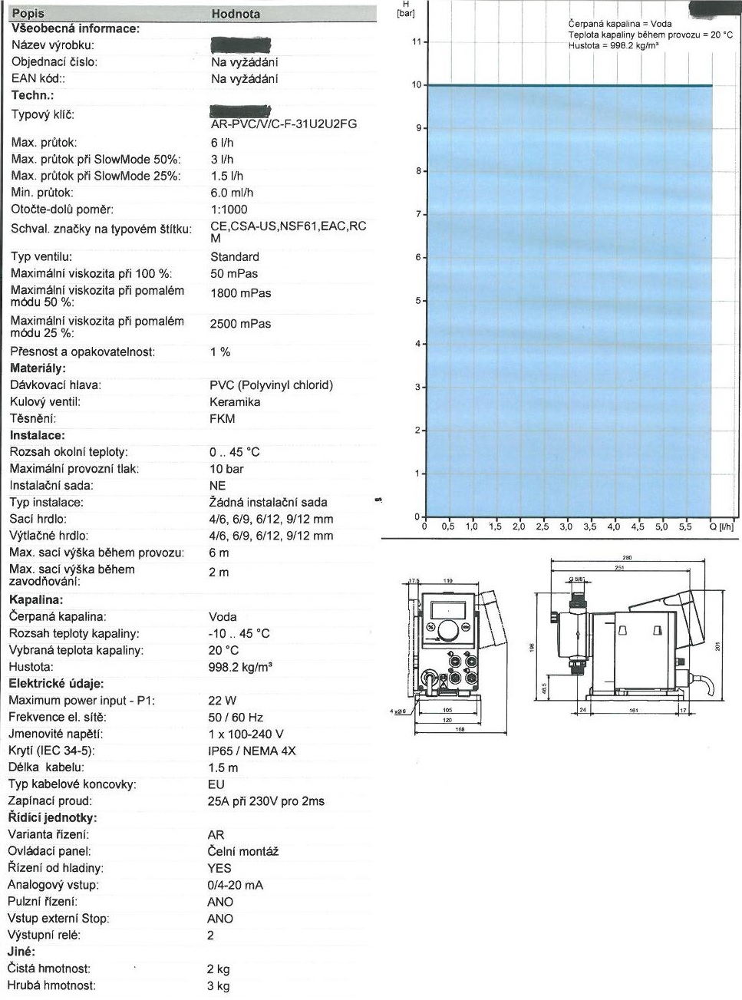 Popis Hodnota
Všeobecná informace:
Název výrobku:
Objednací číslo: Na vyžádání
EAN kód:: Na vyžádání
Techn.:
Typový klíč:
AR-PVC/V/C-F-31U2U2FG
Max. průtok: 6 l/h
Max. průtok při SlowMode 50%: 3 l/h
Max. průtok při SlowMode 25%: 1.5 l/h
Min. průtok: 6.0 ml/h
Otočte-dolů poměr: 1:1000
Schval. značky na typovém štítku: CE,CSA-US,NSF61,EAC,RC
M
Typ ventilu: Standard
Maximální viskozita při 100 %: 50 mPas
Maximální viskozita při pomalém
módu 50 %: 1800 mPas
Maximální viskozita při pomalém
módu 25 %: 2500 mPas
Přesnost a opakovatelnost: 1 %
Materiály:
Dávkovací hlava: PVC (Polyvinyl chlorid)
Kulový ventil: Keramika
Těsnění: FKM
Instalace:
Rozsah okolní teploty: 0 .. 45 °C
Maximální provozní tlak: 10 bar
Instalační sada: NE
Typ instalace: Žádná instalační sada
Sací hrdlo: 4/6, 6/9, 6/12, 9/12 mm
Výtlačné hrdlo: 4/6, 6/9, 6/12, 9/12 mm
Max. sací výška během provozu: 6 m
Max. sací výška během
zavodňování: 2 m
Kapalina:
Čerpaná kapalina: Voda
Rozsah teploty kapaliny: -10 .. 45 °C
Vybraná teplota kapaliny: 20 °C
Hustota: 998.2 kg/m³
Elektrické údaje:
Maximum power input - P1: 22 W
Frekvence el. sítě: 50 / 60 Hz
Jmenovité napětí: 1 x 100-240 V
Krytí (IEC 34-5): IP65 / NEMA 4X
Délka kabelu: 1.5 m
Typ kabelové koncovky: EU
Zapínací proud: 25A při 230V pro 2ms
Řídící jednotky:
Varianta řízení: AR
Ovládací panel: Čelní montáž
Řízení od hladiny: YES
Analogový vstup: 0/4-20 mA
Pulzní řízení: ANO
Vstup externí Stop: ANO
Výstupní relé: 2
Jiné:
Čistá hmotnost: 2 kg
Hrubá hmotnost: 3 kg
H
[bar]
Čerpaná kapalina = Voda
Teplota kapaliny během provozu = 20 °C
Hustota = 998.2 kg/m³
11
10
9
8
7
6
5
4
3
2
1
0
0 0,5 1,0 1,5 2,0 2,5 3,0 3,5 4,0 4,5 5,0 5,5 Q [l/h]
17.5 110
4 xØ6
105
120
168
280
251
G 5/8"
198
46.5
201
24 161 17